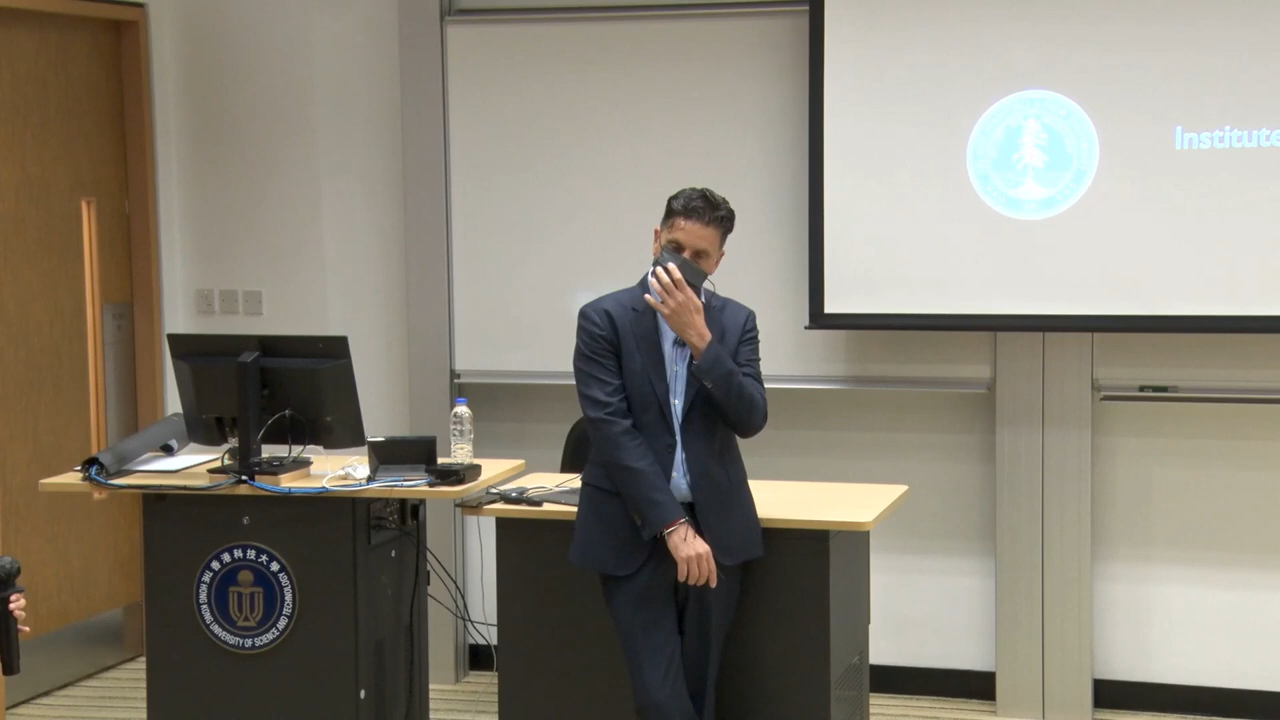 Institute
香港科技大學
THE HONG KONG UNIVERSITY OF SCIENCE AND TECHNOLOGY